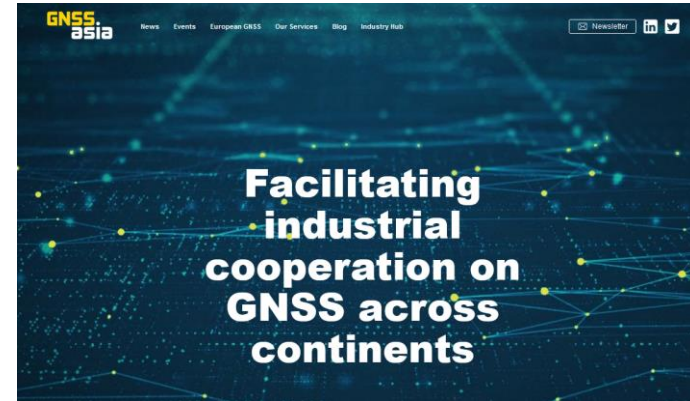 GNSS.
asia
News Events European GNSS Our Services Blog Industry Hub
Newsletter
in
Facilitating
industrial
cooperation on
GNSS across
continents